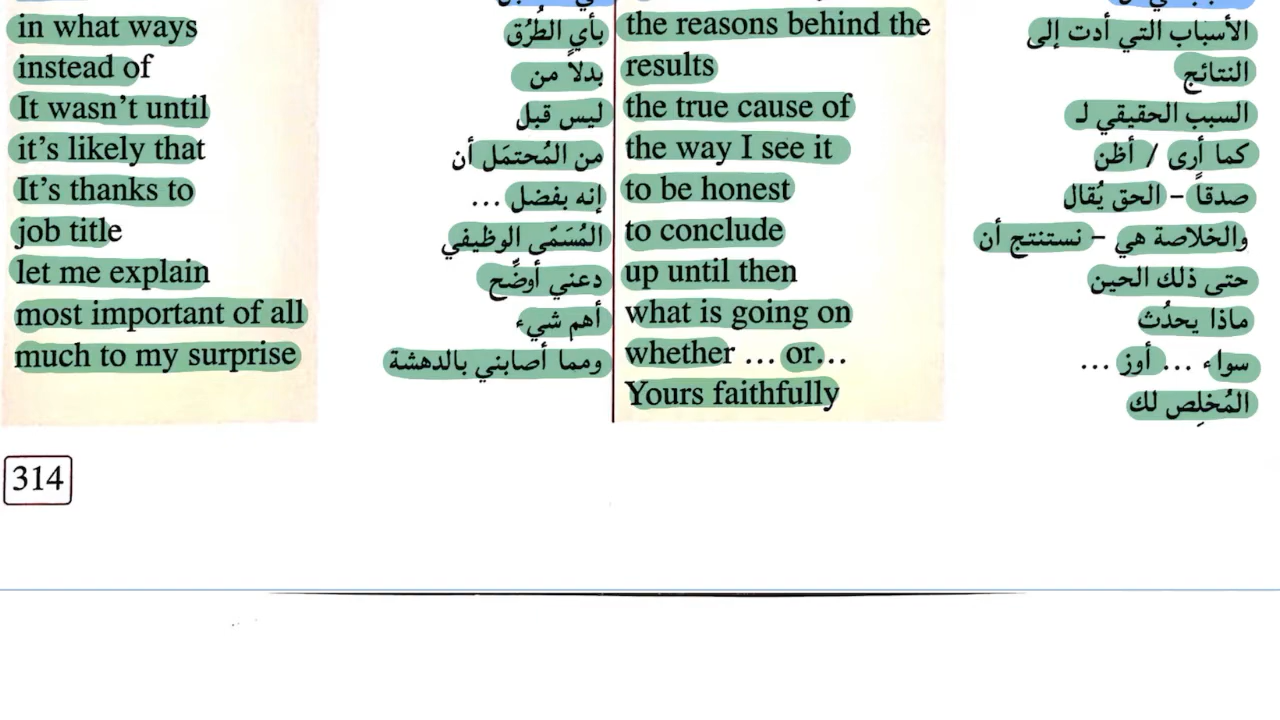 in what ways بأي الطُرُق
instead of بدلاً من
It wasn't until ليس قبل
it's likely that من المُحتمَل أن
It's thanks to إنه بفضل ...
job title المُسَمّى الوظيفي
let me explain دعني أوضِّح
most important of all أهم شيء
much to my surprise ومما أصابني بالدهشة
the reasons behind the الأسباب التي أدت إلى
results النتائج
the true cause of السبب الحقيقي لـ
the way I see it كما أرى / أظن
to be honest صدقاً – الحق يُقال
to conclude والخلاصة هي – نستنتج أن
up until then حتى ذلك الحين
what is going on ماذا يحدُث
whether ... or... سواء ... أوز ...
Yours faithfully المُخلِص لك
314